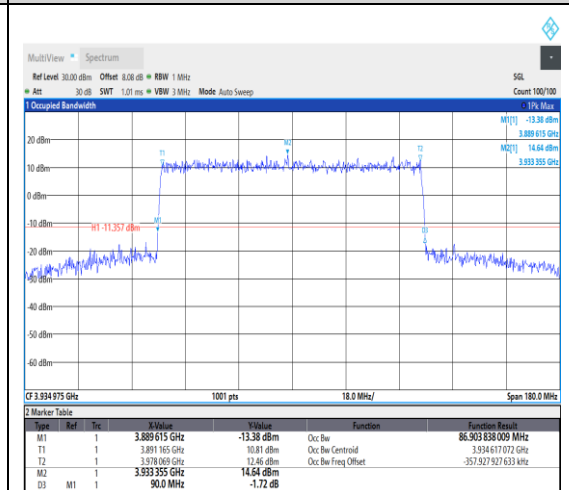 MultiView Spectrum
Ref Level 30.00 dBm Offset 8.08 dB RBW 1 MHz SGL
Att 30 dB SWT 1.01 ms VBW 3 MHz Mode Auto Sweep Count 100/100
1 Occupied Bandwidth 1Pk Max
M1[1] -13.38 dBm
3.889 615 GHz
M2[1] 14.64 dBm
3.933 355 GHz
20 dBm
M2
T1
T2
10 dBm
0 dBm
-10 dBm
M1
H1 -11.357 dBm
D3
-20 dBm
-30 dBm
-40 dBm
-50 dBm
-60 dBm
CF 3.934 975 GHz 1001 pts 18.0 MHz/ Span 180.0 MHz
2 Marker Table
Type Ref Trc X-Value Y-Value Function Function Result
M1 1 3.889 615 GHz -13.38 dBm Occ Bw 86.903 838 009 MHz
T1 1 3.891 165 GHz 10.81 dBm Occ Bw Centroid 3.934 617 072 GHz
T2 1 3.978 069 GHz 12.46 dBm Occ Bw Freq Offset -357.927 927 633 kHz
M2 1 3.933 355 GHz 14.64 dBm
D3 M1 1 90.0 MHz -1.72 dB